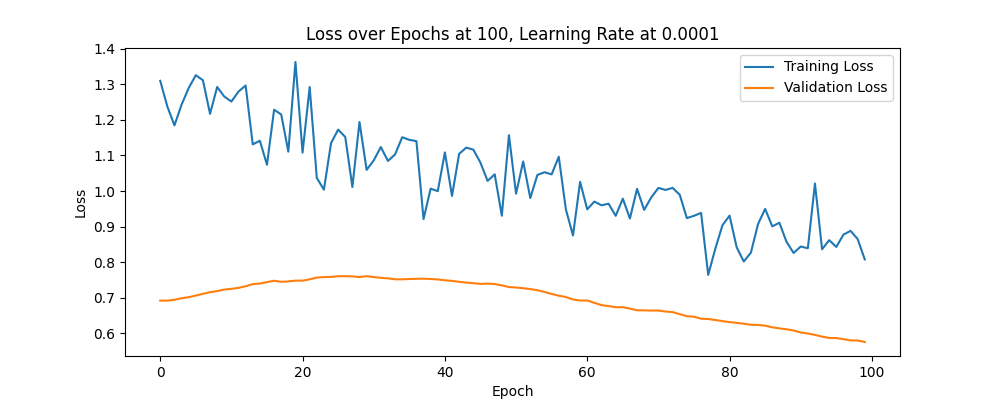 Loss over Epochs at 100, Learning Rate at 0.0001
Training Loss
Validation Loss
1.4
1.3
1.2
1.1
1.0
0.9
0.8
0.7
0.6
Loss
0 20 40 60 80 100
Epoch